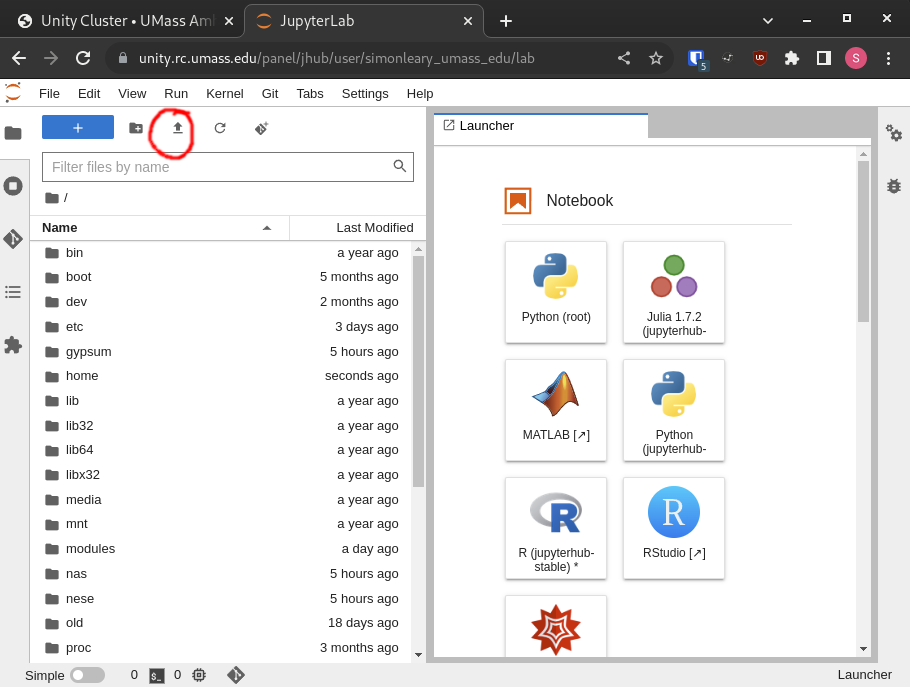 Unity Cluster • UMass Am
JupyterLab
unity.rc.umass.edu/panel/jhub/user/simonleary_umass_edu/lab
5
UD
S
File Edit View Run Kernel Git Tabs Settings Help
Filter files by name
/
Name Last Modified
bin a year ago
boot 5 months ago
dev 2 months ago
etc 3 days ago
gypsum 5 hours ago
home seconds ago
lib a year ago
lib32 a year ago
lib64 a year ago
libx32 a year ago
media a year ago
mnt a year ago
modules a day ago
nas 5 hours ago
nese 5 hours ago
old 18 days ago
proc 3 months ago
Launcher
Notebook
Python (root)
Julia 1.7.2
(jupyterhub-
MATLAB [↗]
Python
(jupyterhub-
R
R (jupyterhub-
stable) *
R
RStudio [↗]
Simple 0 $_ 0 Launcher